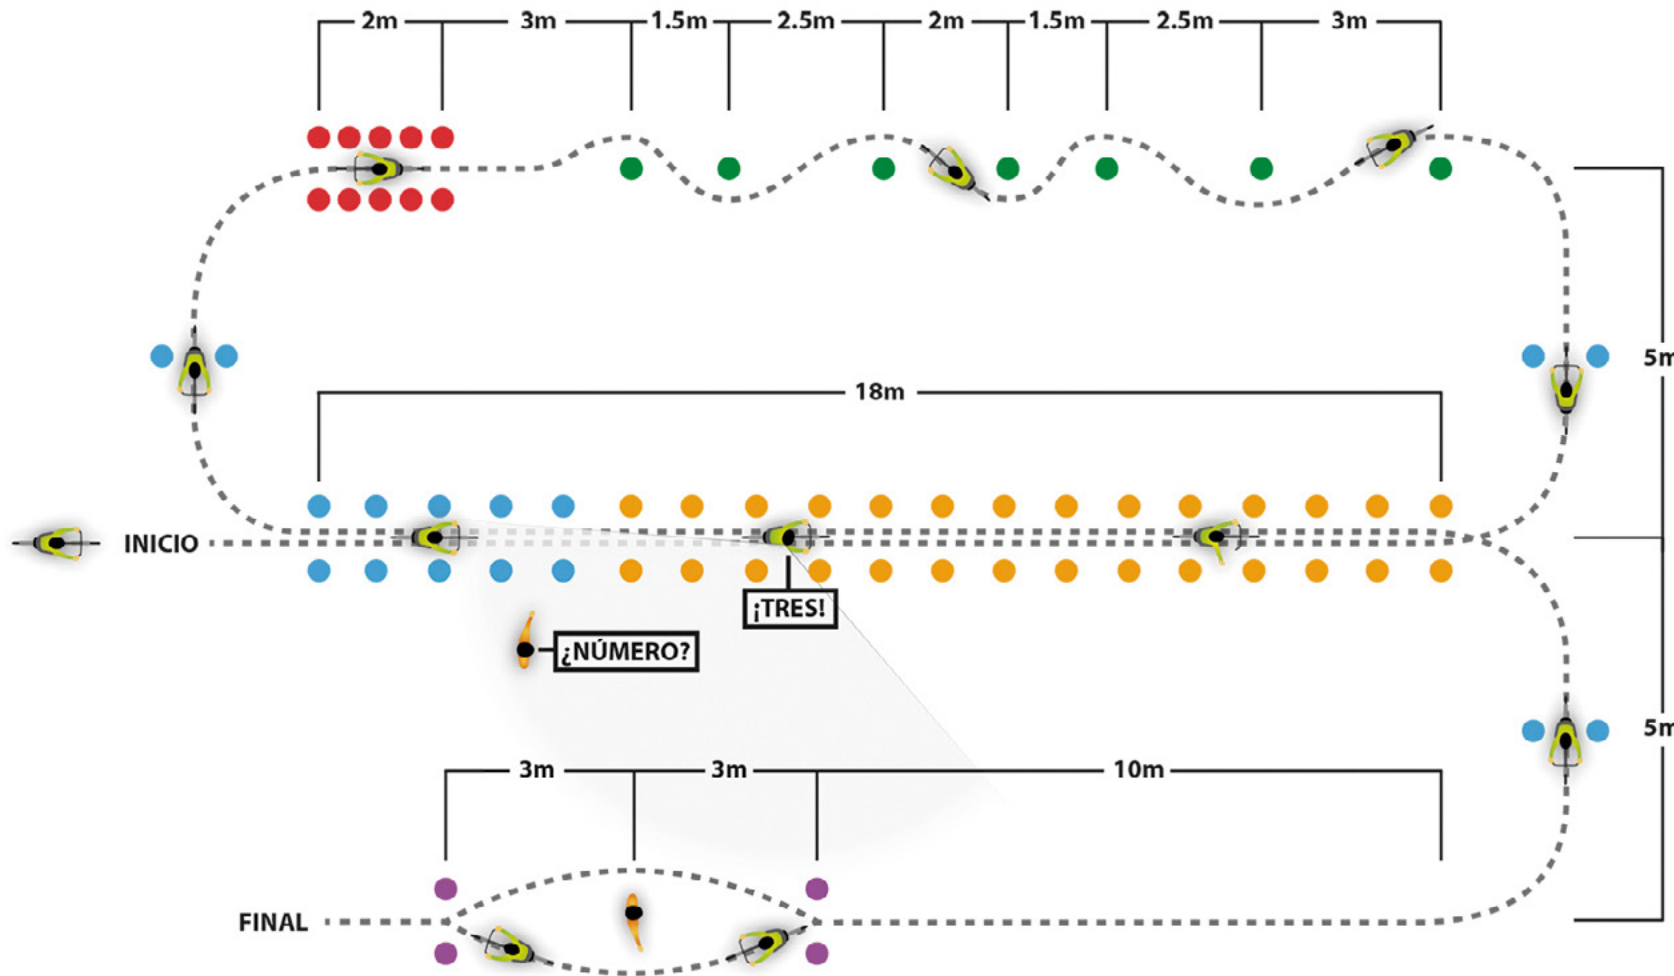 2m 3m 1.5m 2.5m 2m 1.5m 2.5m 3m
5m
18m
INICIO
¡TRES!
¿NÚMERO?
5m
3m 3m 10m
FINAL